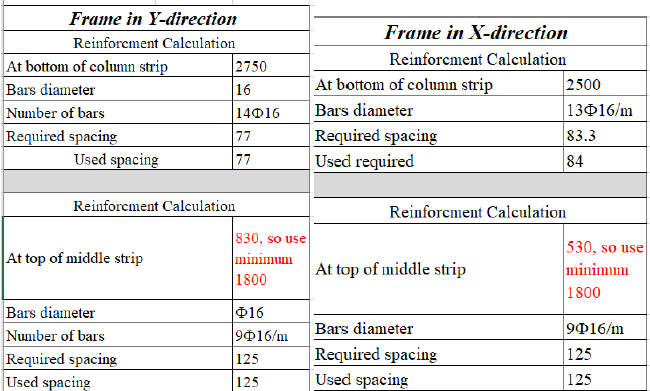 Frame in Y-direction
Reinforcment Calculation
At bottom of column strip 2750
Bars diameter 16
Number of bars 14Φ16
Required spacing 77
Used spacing 77
Reinforcment Calculation
At top of middle strip 830, so use minimum 1800
Bars diameter Φ16
Number of bars 9Φ16/m
Required spacing 125
Used spacing 125
Frame in X-direction
Reinforcment Calculation
At bottom of column strip 2500
Bars diameter 13Φ16/m
Required spacing 83.3
Used required 84
Reinforcment Calculation
At top of middle strip 530, so use minimum 1800
Bars diameter 9Φ16/m
Required spacing 125
Used spacing 125